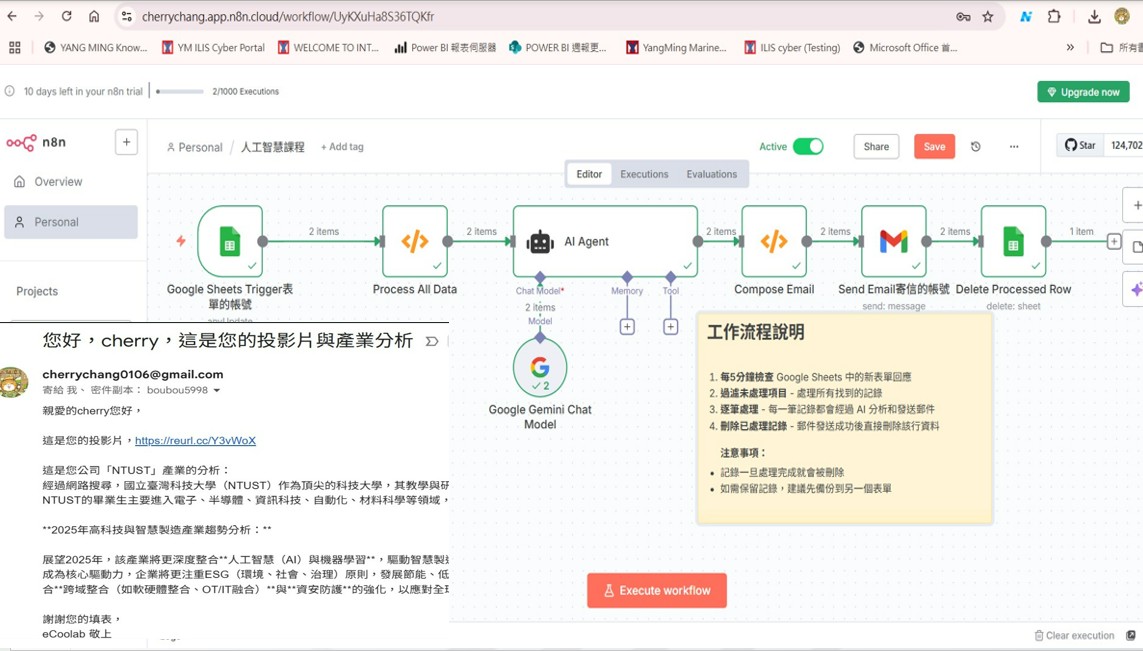 cherrychang.app.n8n.cloud/workflow/UyKXuHa8S36TQKfr
YANG MING Know...
YM ILIS Cyber Portal
WELCOME TO INT...
Power BI 報表伺服器
POWER BI 週報更...
YangMing Marine...
ILIS cyber (Testing)
Microsoft Office 首...
»
所有書
10 days left in your n8n trial
2/1000 Executions
Upgrade now
n8n
+
Personal / 人工智慧課程
+ Add tag
Active
Share
Save
...
Star
124,702
Overview
Personal
Projects
Editor
Executions
Evaluations
2 items
2 items
AI Agent
2 items
2 items
2 items
1 item
Google Sheets Trigger表
單的帳號
Process All Data
Chat Model*
Memory
Tool
Compose Email
Send Email寄信的帳號
send: message
Delete Processed Row
delete: sheet
2 items
Model
2
Google Gemini Chat
Model
工作流程說明
1. 每5分鐘檢查 Google Sheets 中的新表單回應
2. 過濾未處理項目 - 處理所有找到的記錄
3. 逐筆處理 - 每一筆記錄都會經過 AI 分析和發送郵件
4. 刪除已處理記錄 - 郵件發送成功後直接刪除該行資料
注意事項：
• 記錄一旦處理完成就會被刪除
• 如需保留記錄，建議先備份到另一個表單
Execute workflow
Clear execution
您好，cherry，這是您的投影片與產業分析
cherrychang0106@gmail.com
寄給 我、 密件副本： boubou5998
親愛的cherry您好，
這是您的投影片，https://reurl.cc/Y3vWoX
這是您公司「NTUST」產業的分析：
經過網路搜尋，國立臺灣科技大學（NTUST）作為頂尖的科技大學，其教學與研
NTUST的畢業生主要進入電子、半導體、資訊科技、自動化、材料科學等領域，
**2025年高科技與智慧製造產業趨勢分析：**
展望2025年，該產業將更深度整合**人工智慧（AI）與機器學習**，驅動智慧製造
成為核心驅動力，企業將更注重ESG（環境、社會、治理）原則，發展節能、低
合**跨域整合（如軟硬體整合、OT/IT融合）**與**資安防護**的強化，以應對全球
謝謝您的填表，
eCoolab 敬上